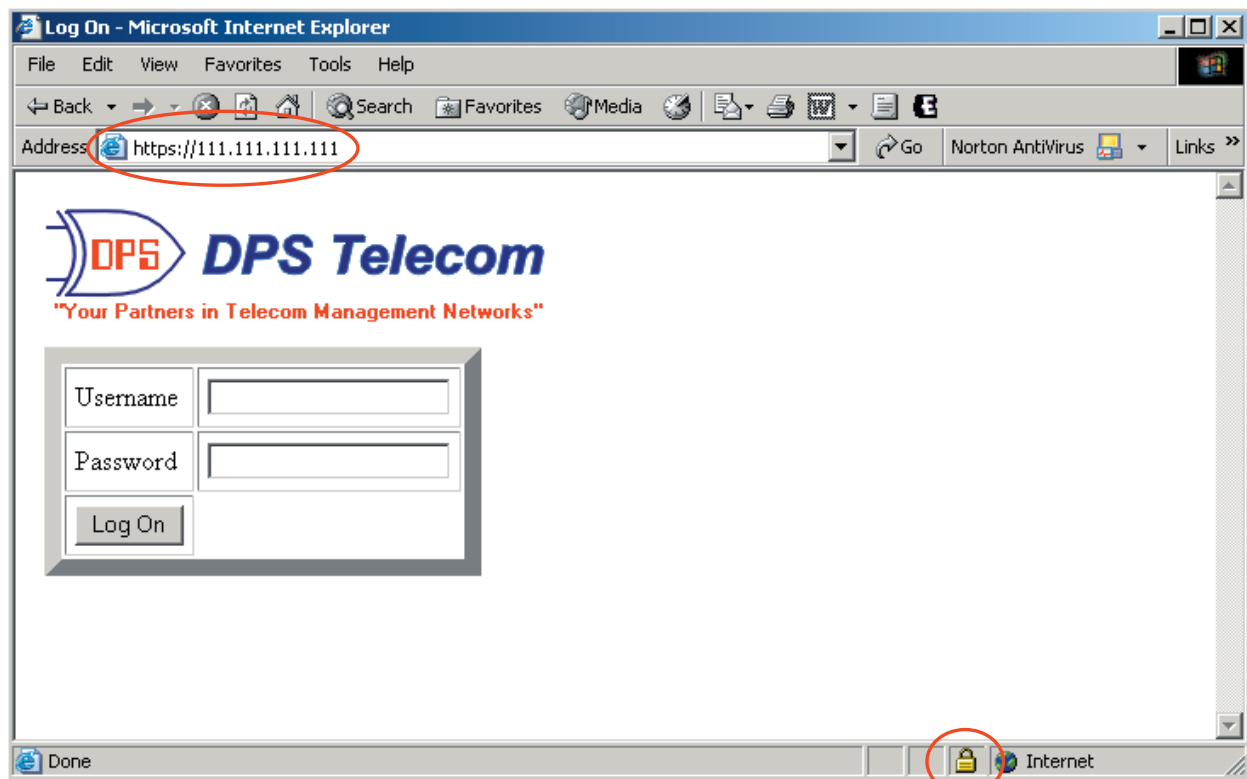 Log On - Microsoft Internet Explorer
File Edit View Favorites Tools Help
Back Search Favorites Media
Address https://111.111.111.111 Go Norton AntiVirus Links »
DPS DPS Telecom
"Your Partners in Telecom Management Networks"
Username
Password
Log On
Done Internet